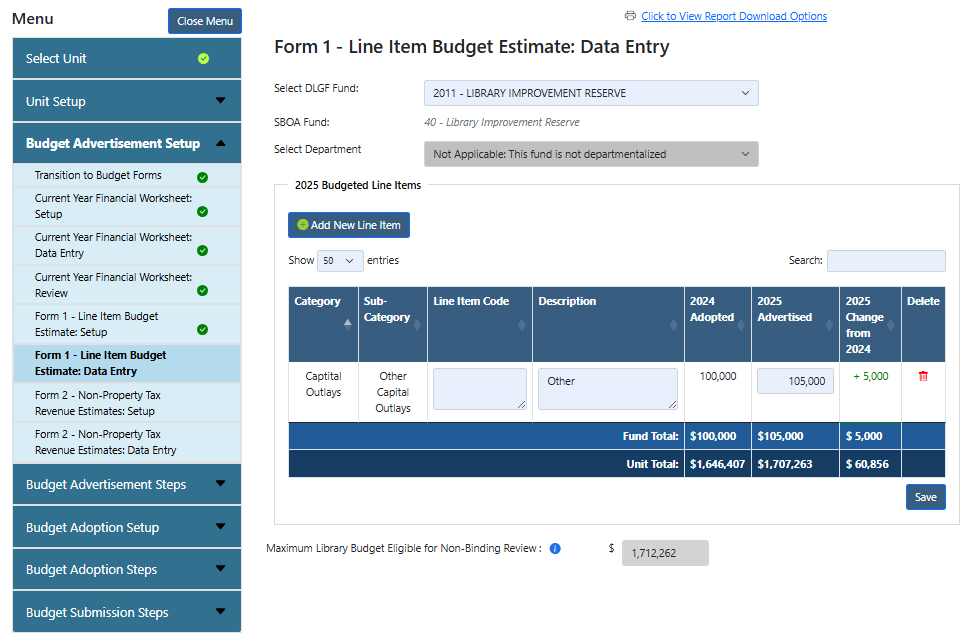 Menu
Close Menu
Select Unit
Unit Setup
Budget Advertisement Setup
Transition to Budget Forms
Current Year Financial Worksheet:
Setup
Current Year Financial Worksheet:
Data Entry
Current Year Financial Worksheet:
Review
Form 1 - Line Item Budget
Estimate: Setup
Form 1 - Line Item Budget
Estimate: Data Entry
Form 2 - Non-Property Tax
Revenue Estimates: Setup
Form 2 - Non-Property Tax
Revenue Estimates: Data Entry
Budget Advertisement Steps
Budget Adoption Setup
Budget Adoption Steps
Budget Submission Steps
Click to View Report Download Options
Form 1 - Line Item Budget Estimate: Data Entry
Select DLGF Fund:
2011 - LIBRARY IMPROVEMENT RESERVE
SBOA Fund:
40 - Library Improvement Reserve
Select Department
Not Applicable: This fund is not departmentalized
2025 Budgeted Line Items
Add New Line Item
Show 50 entries
Search:
Category
Sub-
Category
Line Item Code
Description
2024
Adopted
2025
Advertised
2025
Change
from
2024
Delete
Captital
Outlays
Other
Capital
Outlays
Other
100,000
105,000
+ 5,000
Fund Total: $100,000 $105,000 $ 5,000
Unit Total: $1,646,407 $1,707,263 $ 60,856
Save
Maximum Library Budget Eligible for Non-Binding Review : $ 1,712,262